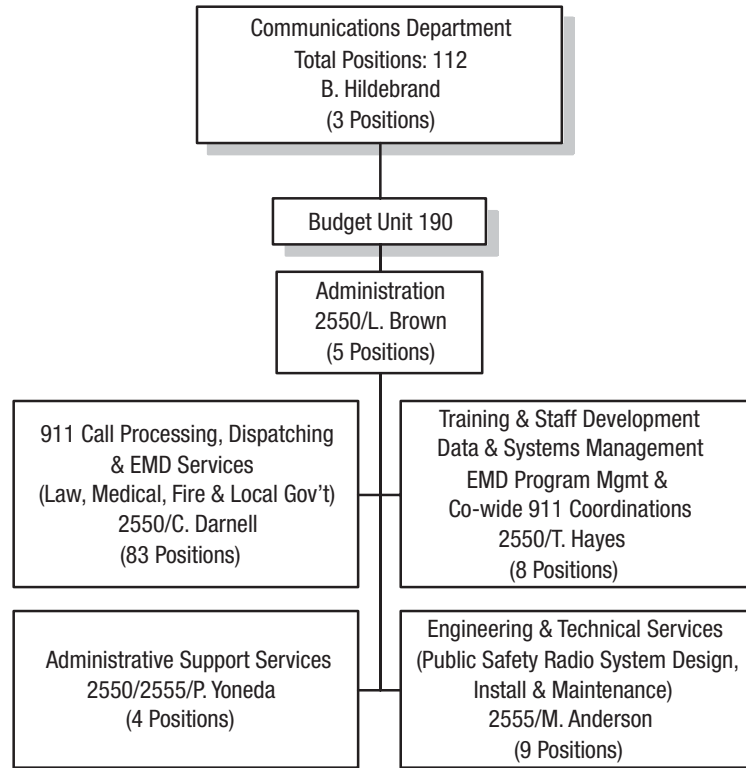 Communications Department
Total Positions: 112
B. Hildebrand
(3 Positions)
Budget Unit 190
Administration
2550/L. Brown
(5 Positions)
911 Call Processing, Dispatching
& EMD Services
(Law, Medical, Fire & Local Gov't)
2550/C. Darnell
(83 Positions)
Training & Staff Development
Data & Systems Management
EMD Program Mgmt &
Co-wide 911 Coordinations
2550/T. Hayes
(8 Positions)
Administrative Support Services
2550/2555/P. Yoneda
(4 Positions)
Engineering & Technical Services
(Public Safety Radio System Design,
Install & Maintenance)
2555/M. Anderson
(9 Positions)